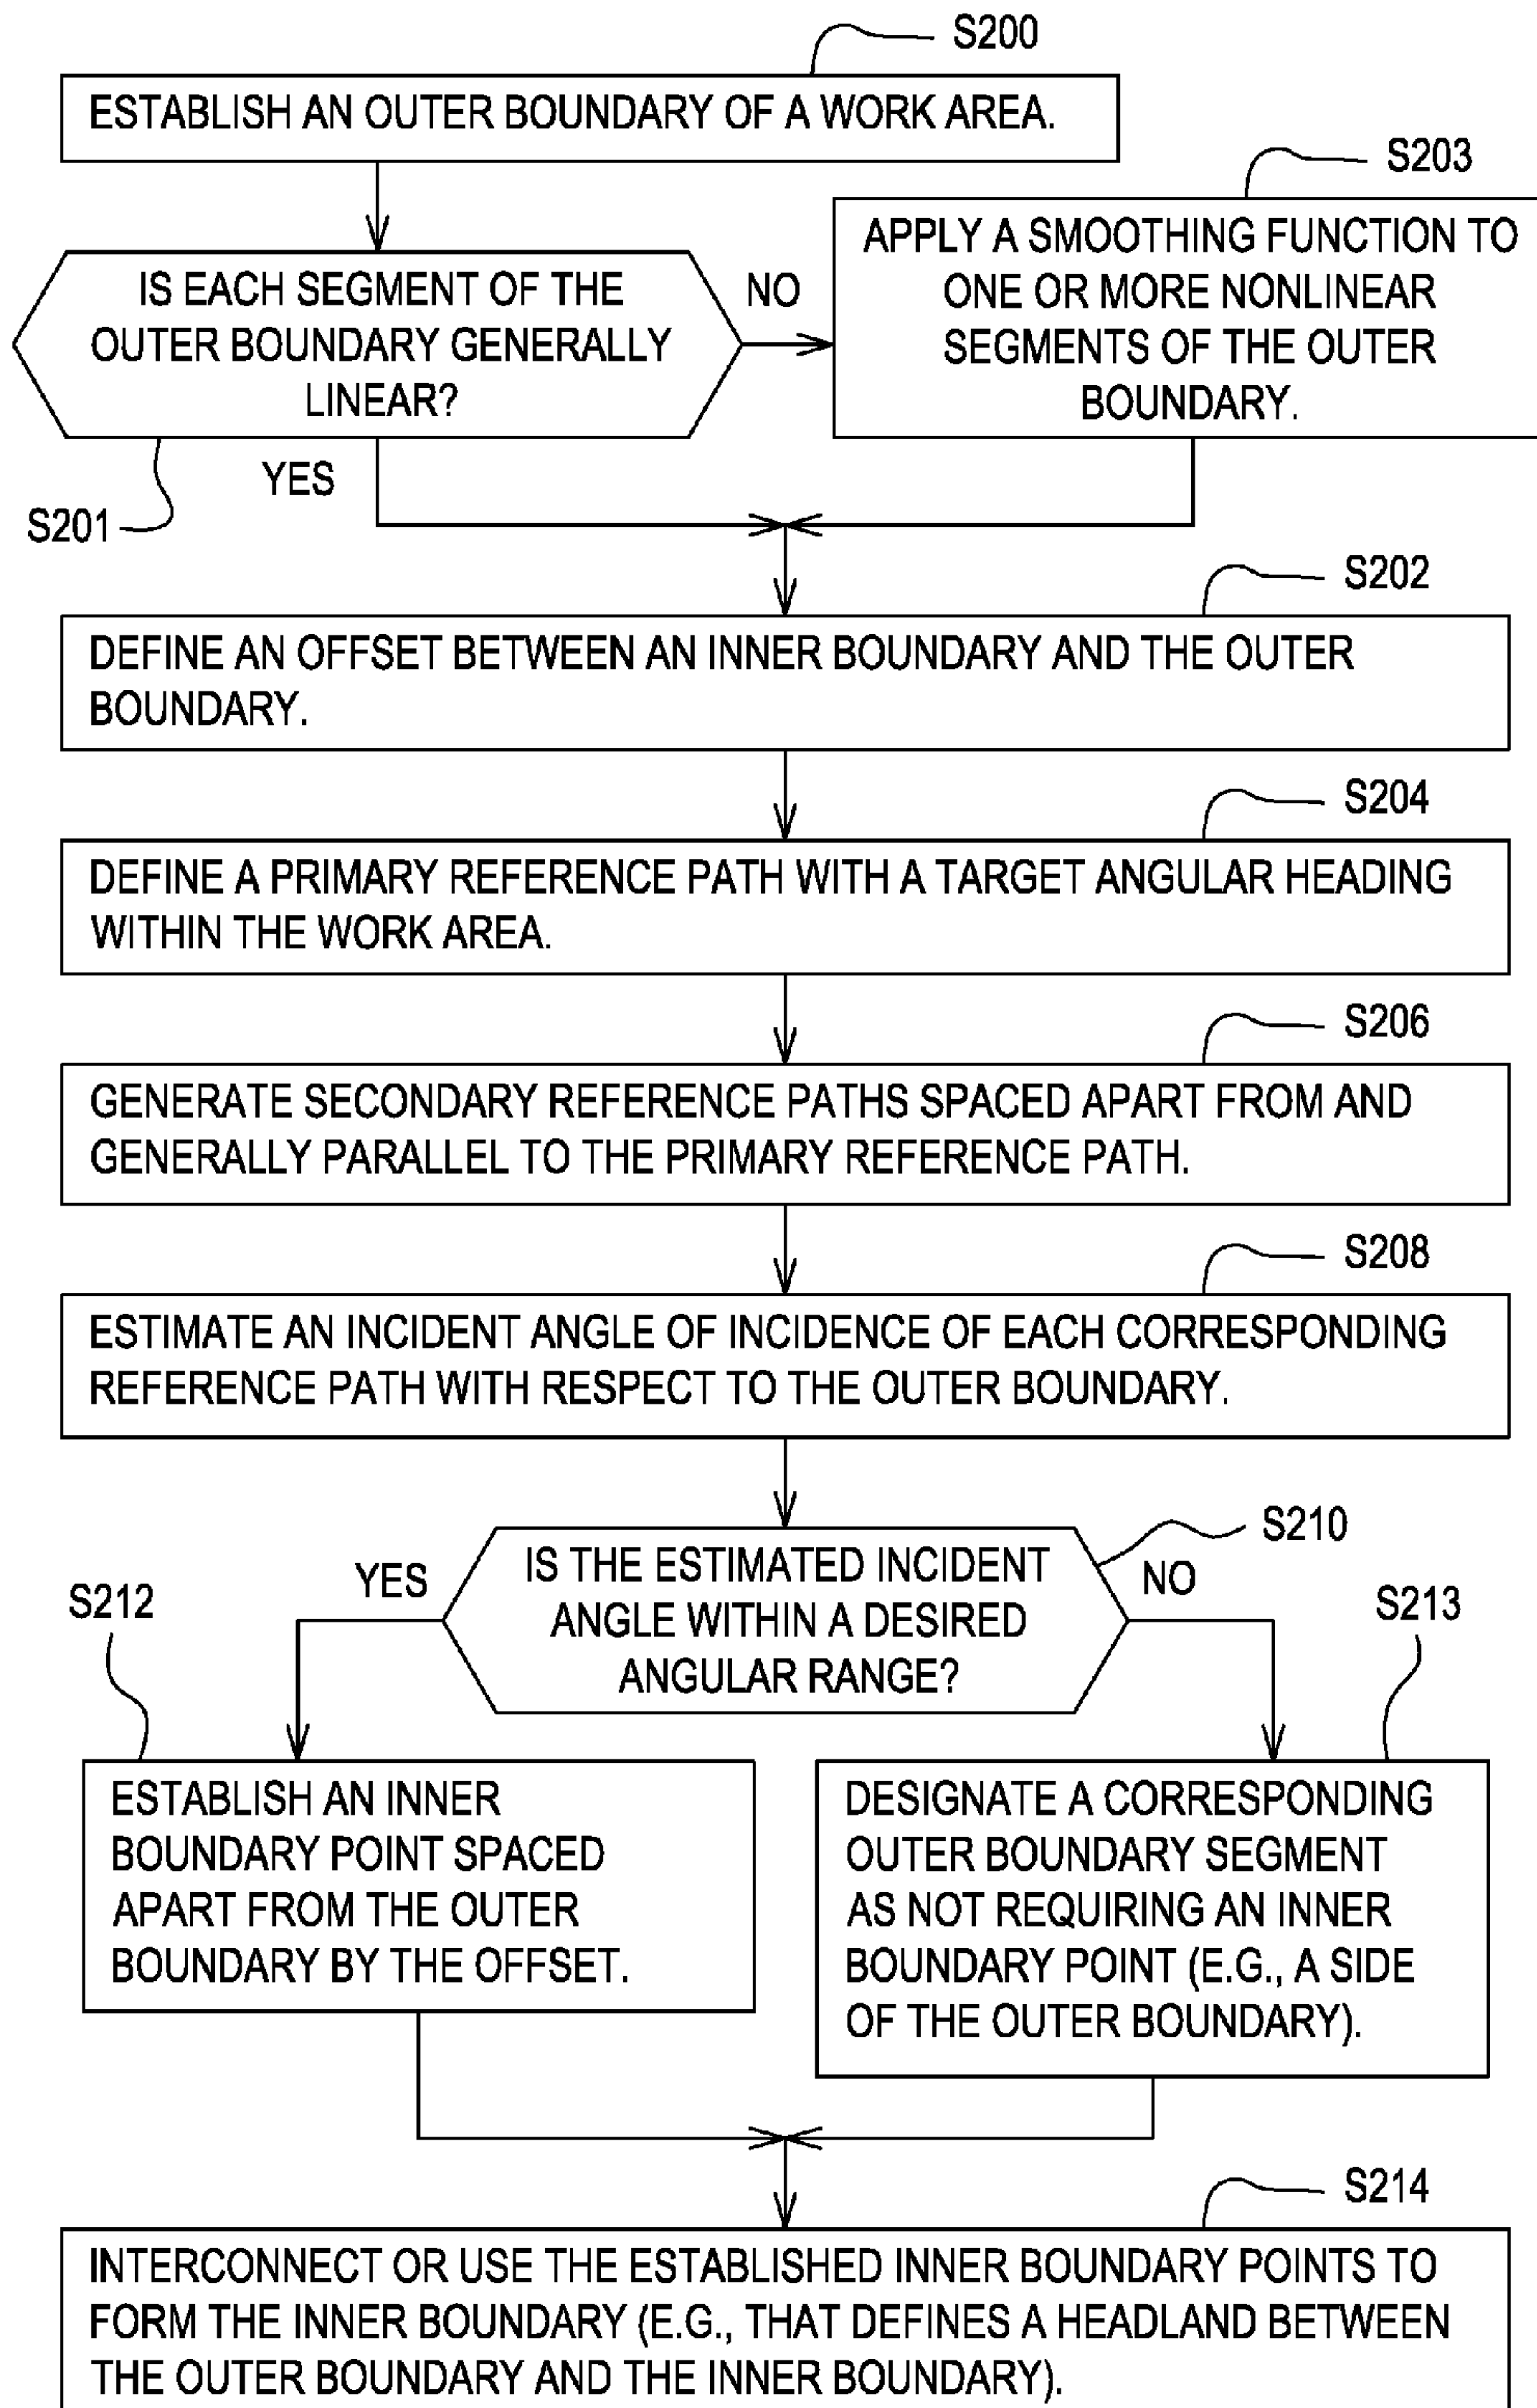 S200
ESTABLISH AN OUTER BOUNDARY OF A WORK AREA.
S203
IS EACH SEGMENT OF THE
OUTER BOUNDARY GENERALLY
LINEAR?
NO
APPLY A SMOOTHING FUNCTION TO
ONE OR MORE NONLINEAR
SEGMENTS OF THE OUTER
BOUNDARY.
YES
S201
S202
DEFINE AN OFFSET BETWEEN AN INNER BOUNDARY AND THE OUTER
BOUNDARY.
S204
DEFINE A PRIMARY REFERENCE PATH WITH A TARGET ANGULAR HEADING
WITHIN THE WORK AREA.
S206
GENERATE SECONDARY REFERENCE PATHS SPACED APART FROM AND
GENERALLY PARALLEL TO THE PRIMARY REFERENCE PATH.
S208
ESTIMATE AN INCIDENT ANGLE OF INCIDENCE OF EACH CORRESPONDING
REFERENCE PATH WITH RESPECT TO THE OUTER BOUNDARY.
S210
IS THE ESTIMATED INCIDENT
ANGLE WITHIN A DESIRED
ANGULAR RANGE?
YES
NO
S212
S213
ESTABLISH AN INNER
BOUNDARY POINT SPACED
APART FROM THE OUTER
BOUNDARY BY THE OFFSET.
DESIGNATE A CORRESPONDING
OUTER BOUNDARY SEGMENT
AS NOT REQUIRING AN INNER
BOUNDARY POINT (E.G., A SIDE
OF THE OUTER BOUNDARY).
S214
INTERCONNECT OR USE THE ESTABLISHED INNER BOUNDARY POINTS TO
FORM THE INNER BOUNDARY (E.G., THAT DEFINES A HEADLAND BETWEEN
THE OUTER BOUNDARY AND THE INNER BOUNDARY).